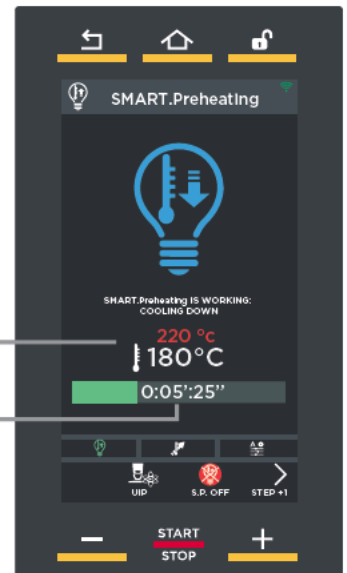 SMART.Preheating
SMART.Preheating IS WORKING:
COOLING DOWN
220 °c
180°C
0:05':25”
UIP S.P. OFF STEP +1
START
STOP